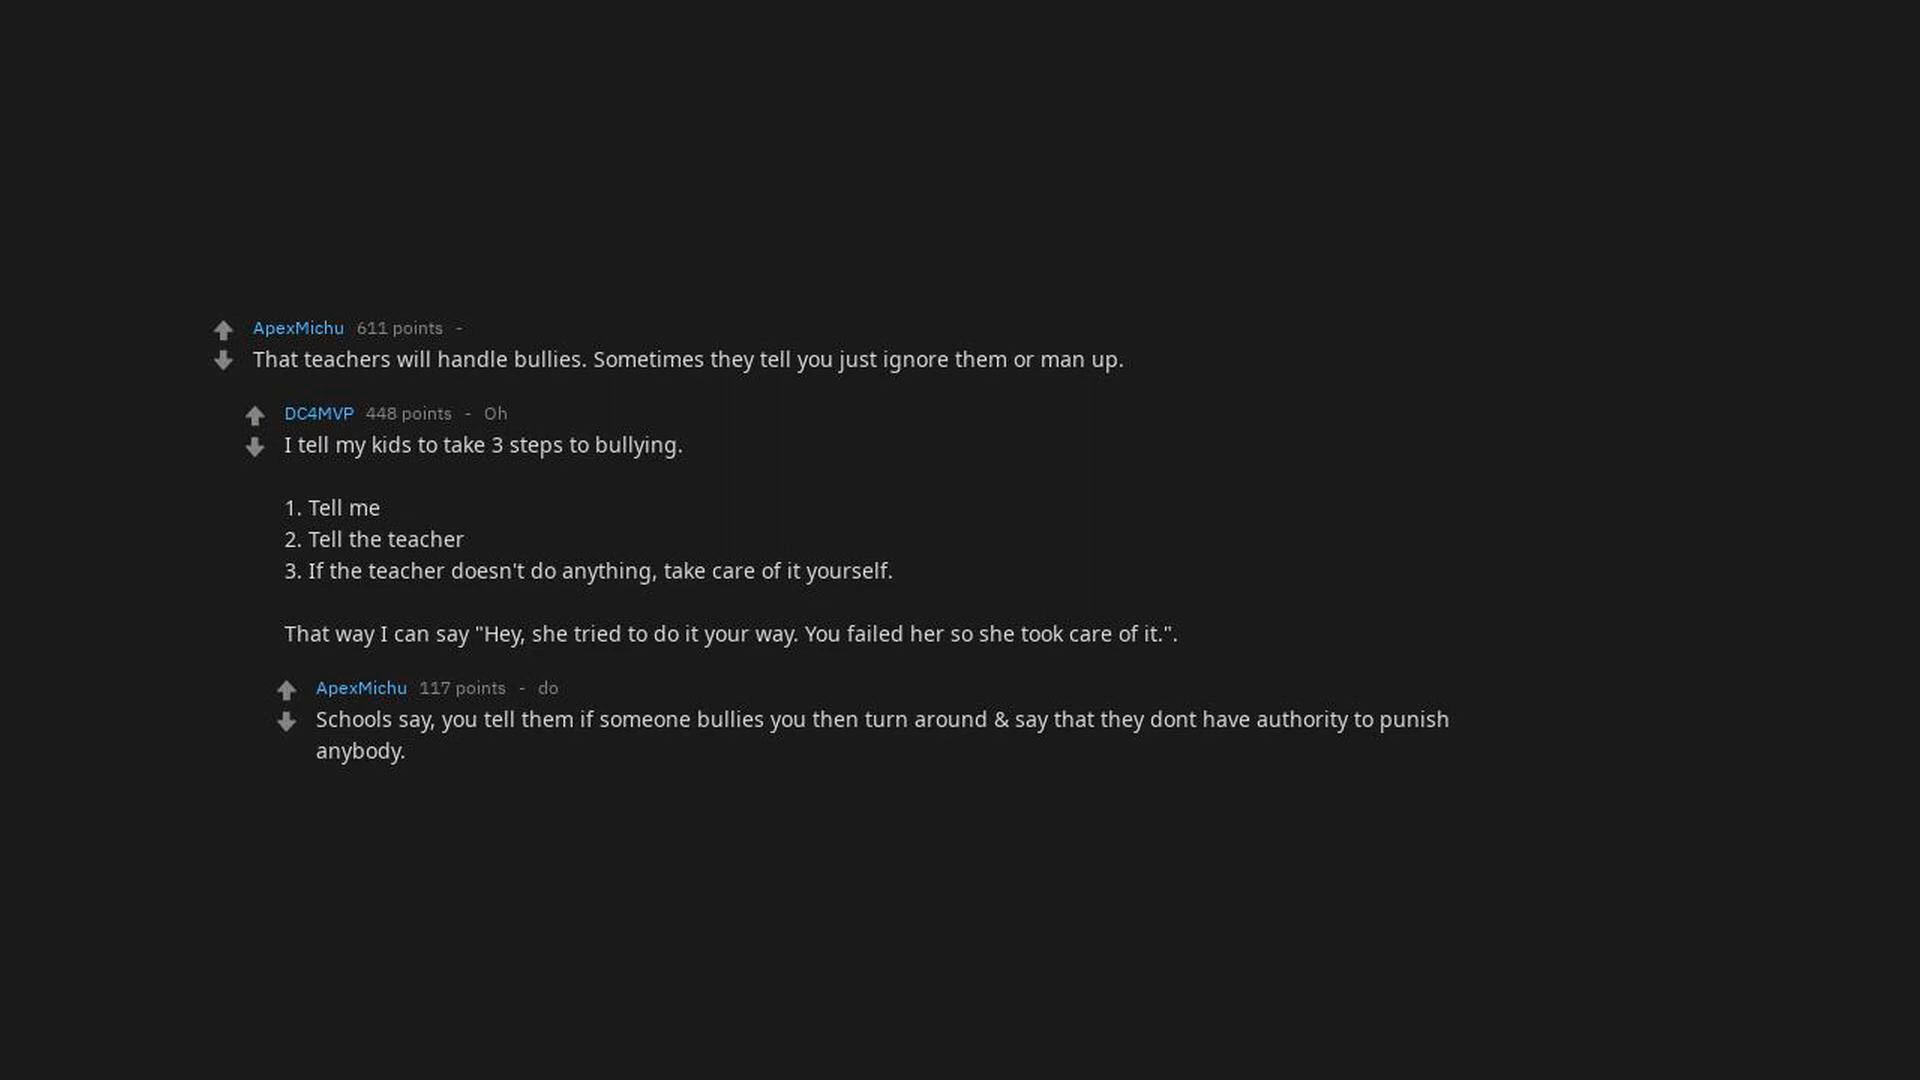 ApexMichu 611 points -
That teachers will handle bullies. Sometimes they tell you just ignore them or man up.
DC4MVP 448 points - Oh
I tell my kids to take 3 steps to bullying.
1. Tell me
2. Tell the teacher
3. If the teacher doesn't do anything, take care of it yourself.
That way I can say "Hey, she tried to do it your way. You failed her so she took care of it.".
ApexMichu 117 points - do
Schools say, you tell them if someone bullies you then turn around & say that they dont have authority to punish
anybody.